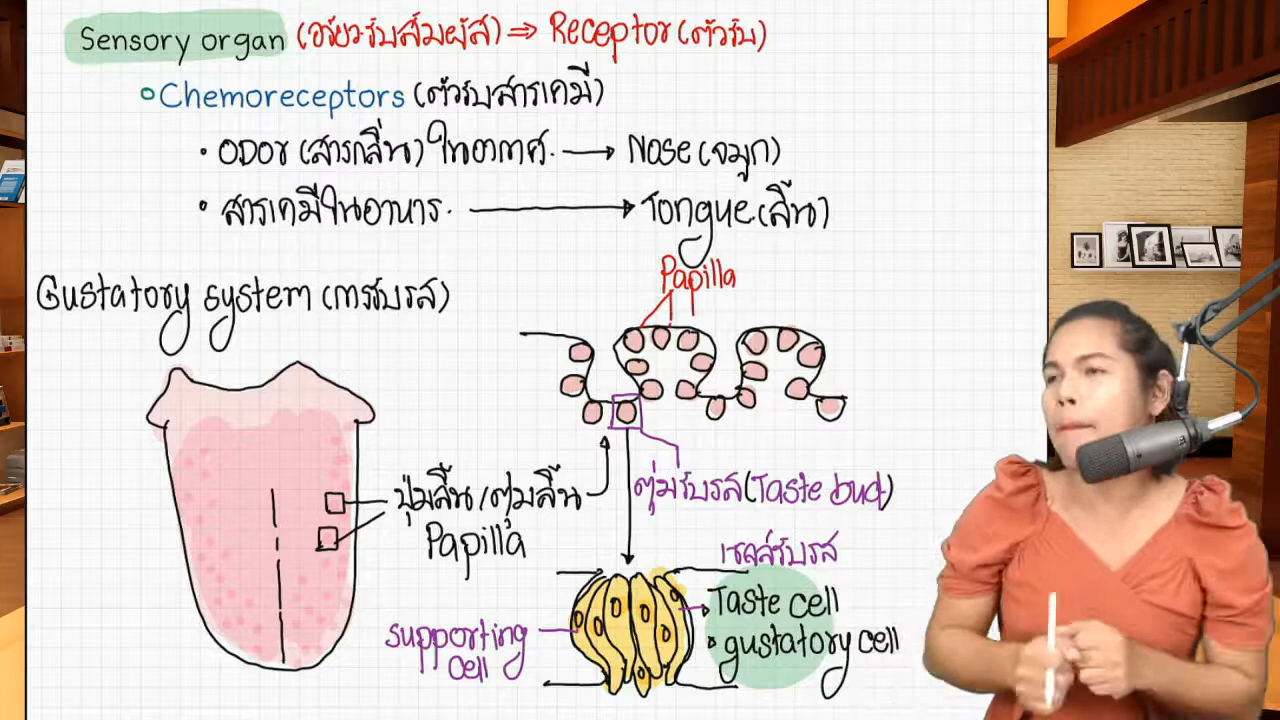 Sensory organ (อวัยวะรับสัมผัส) ⇒ Receptor (ตัวรับ)
Chemoreceptors (ตัวรับสารเคมี)
• ODOR (สารกลิ่น) ในอากาศ → Nose (จมูก)
• สารเคมีในอาหาร → Tongue (ลิ้น)
Papilla
Gustatory system (การรับรส)
ปุ่มลิ้น/ตุ่มลิ้น
Papilla
ตุ่มรับรส (Taste bud)
เซลล์รับรส
Taste cell
• gustatory cell
supporting
cell